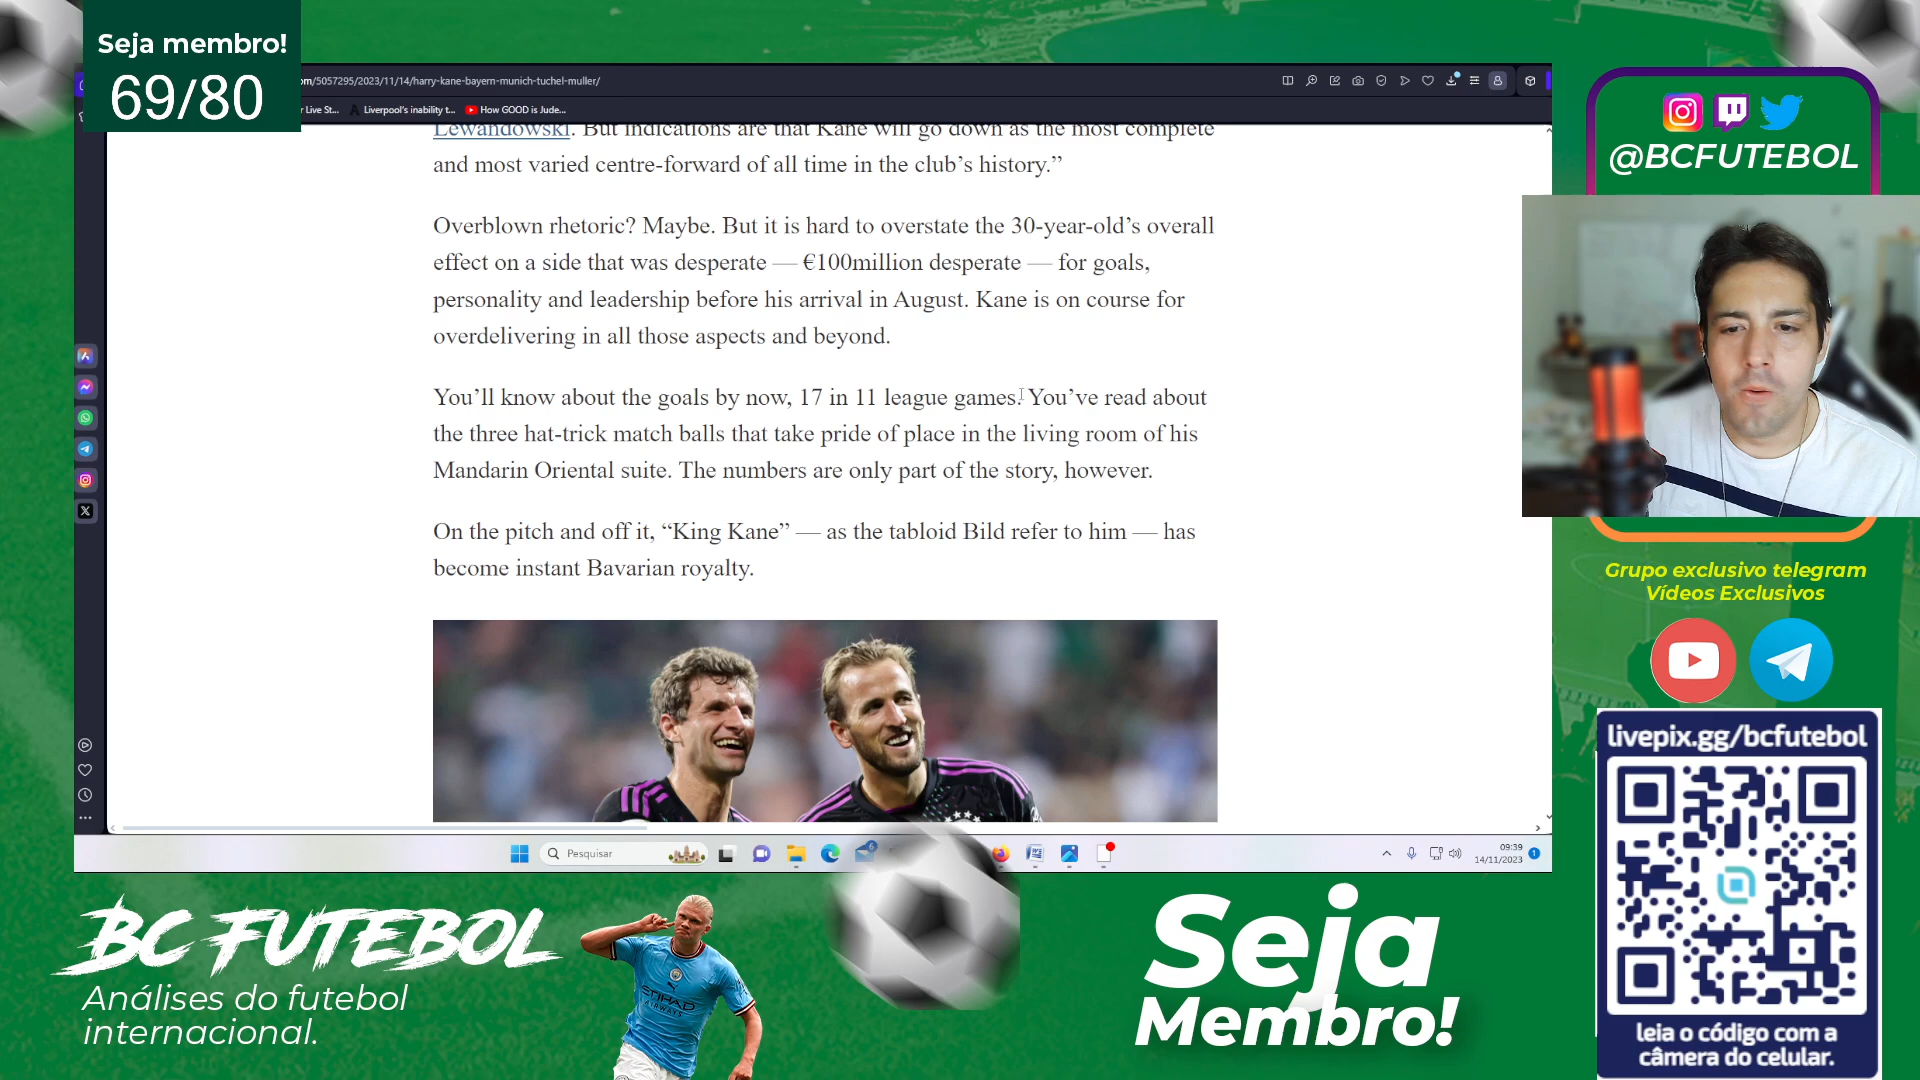 Seja membro!
69/80
om/5057295/2023/11/14/harry-kane-bayern-munich-tuchel-muller/
r Live St...
Liverpool's inability t...
How GOOD is Jude...
Lewandowski. But indications are that Kane will go down as the most complete
and most varied centre-forward of all time in the club's history.”
Overblown rhetoric? Maybe. But it is hard to overstate the 30-year-old's overall
effect on a side that was desperate — €100million desperate — for goals,
personality and leadership before his arrival in August. Kane is on course for
overdelivering in all those aspects and beyond.
You'll know about the goals by now, 17 in 11 league games. You've read about
the three hat-trick match balls that take pride of place in the living room of his
Mandarin Oriental suite. The numbers are only part of the story, however.
On the pitch and off it, “King Kane” — as the tabloid Bild refer to him — has
become instant Bavarian royalty.
Pesquisar
6
09:39
14/11/2023
1
@BCFUTEBOL
Grupo exclusivo telegram
Vídeos Exclusivos
livepix.gg/bcfutebol
leia o código com a
câmera do celular.
BC FUTEBOL
Análises do futebol
internacional.
ETIHAD
AIRWAYS
Seja
Membro!